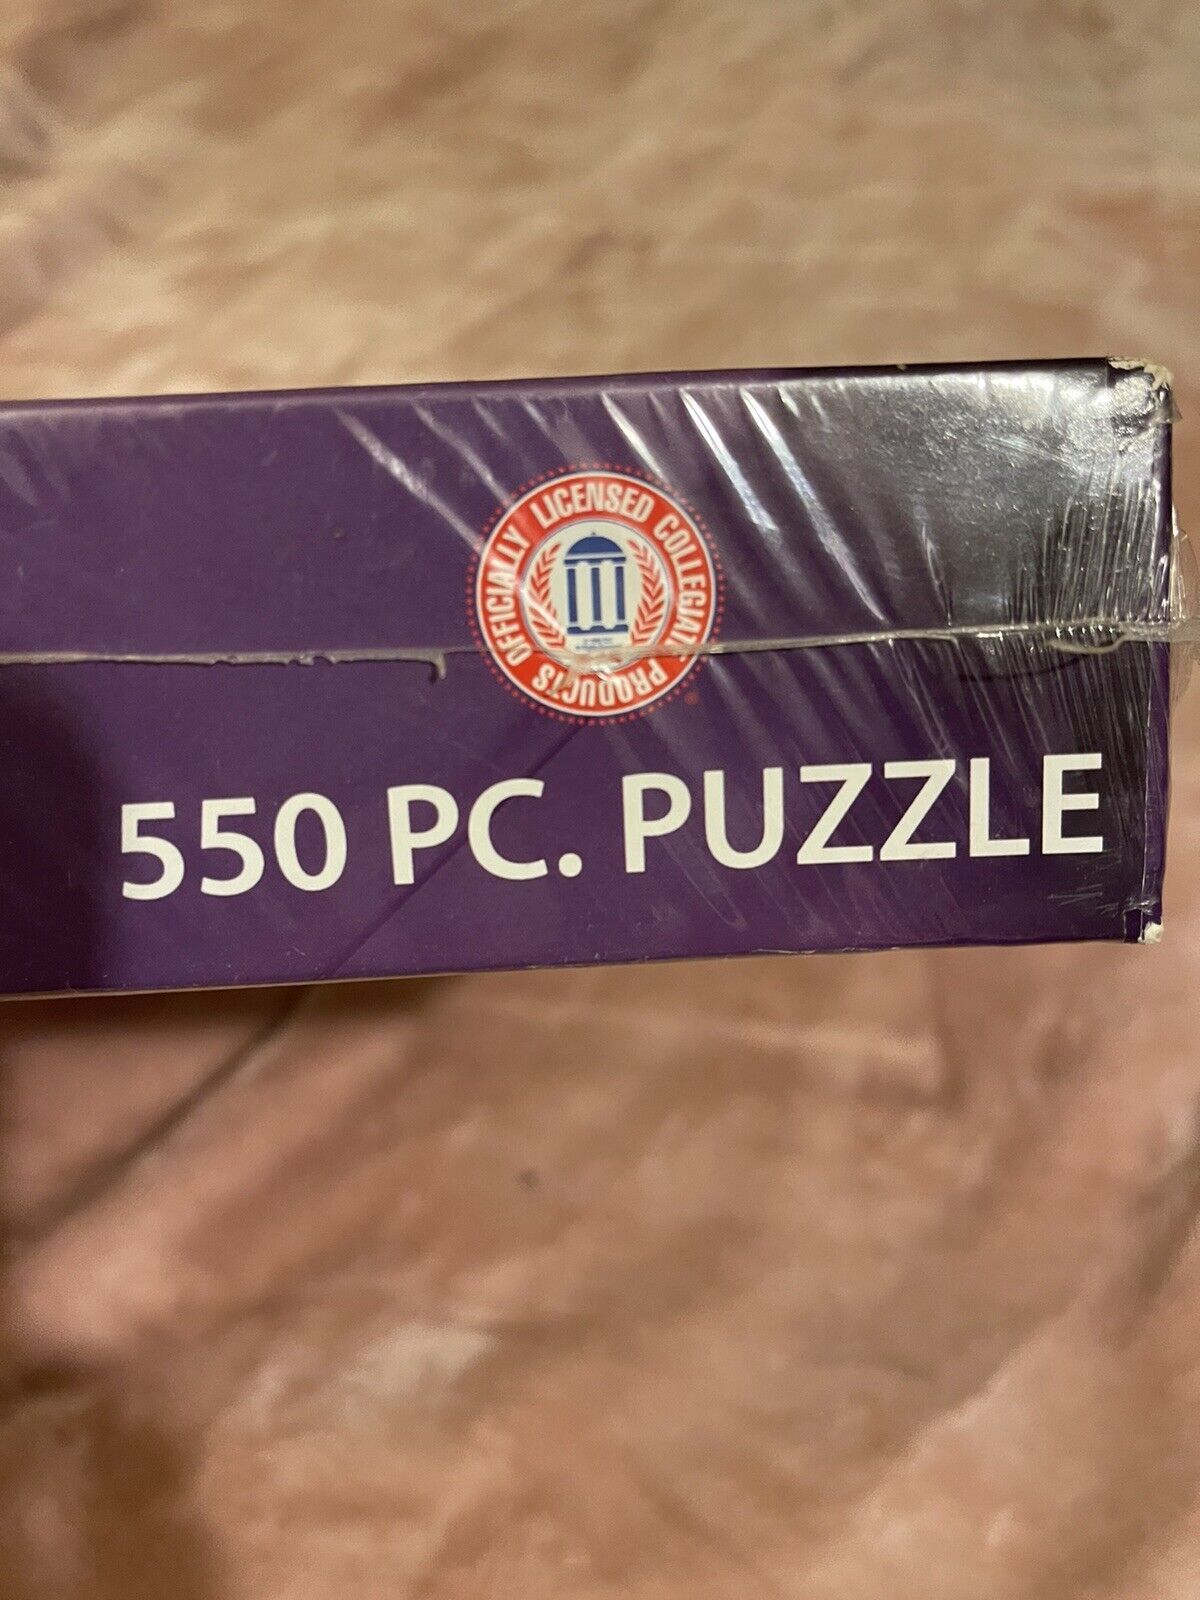 OFFICIALLY LICENSED COLLEGIATE PRODUCTS
®
550 PC. PUZZLE